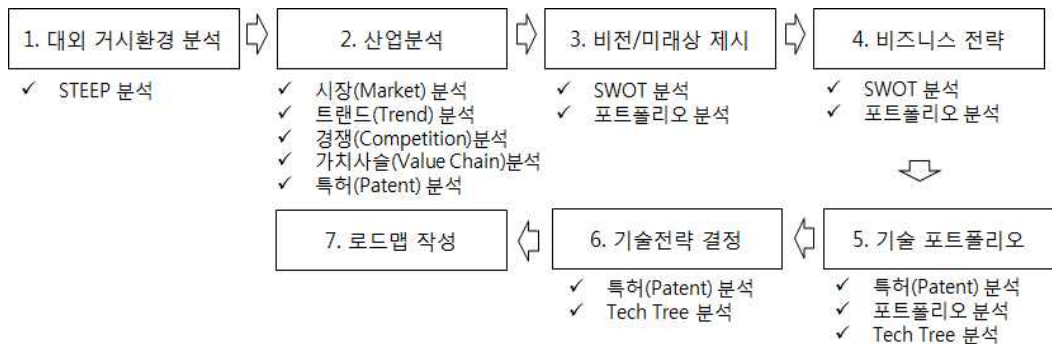 1. 대외 거시환경 분석
✓ STEEP 분석
2. 산업분석
✓ 시장(Market) 분석
✓ 트랜드(Trend) 분석
✓ 경쟁(Competition)분석
✓ 가치사슬(Value Chain)분석
✓ 특허(Patent) 분석
3. 비전/미래상 제시
✓ SWOT 분석
✓ 포트폴리오 분석
4. 비즈니스 전략
✓ SWOT 분석
✓ 포트폴리오 분석
5. 기술 포트폴리오
✓ 특허(Patent) 분석
✓ 포트폴리오 분석
✓ Tech Tree 분석
6. 기술전략 결정
✓ 특허(Patent) 분석
✓ Tech Tree 분석
7. 로드맵 작성